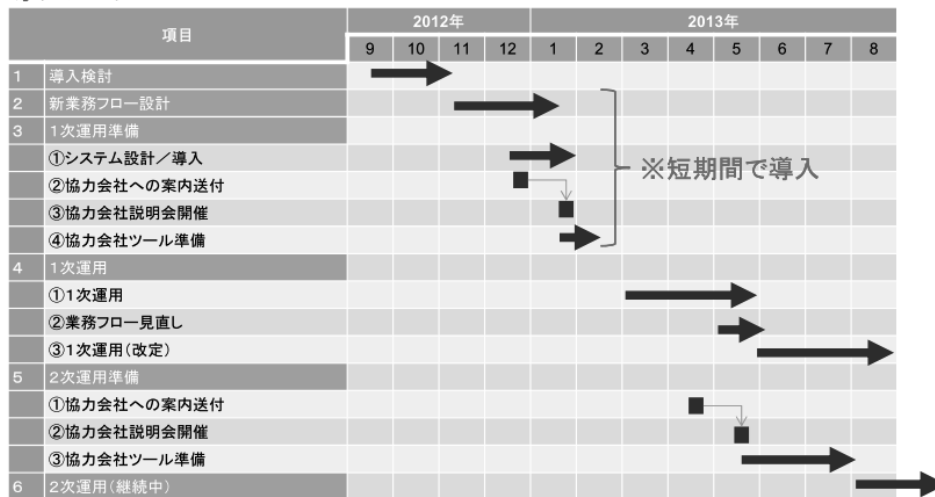 項目 2012年 2013年
9 10 11 12 1 2 3 4 5 6 7 8
1 導入検討
2 新業務フロー設計
3 1次運用準備
①システム設計／導入
②協力会社への案内送付
③協力会社説明会開催
④協力会社ツール準備
※短期間で導入
4 1次運用
①1次運用
②業務フロー見直し
③1次運用(改定)
5 2次運用準備
①協力会社への案内送付
②協力会社説明会開催
③協力会社ツール準備
6 2次運用(継続中)